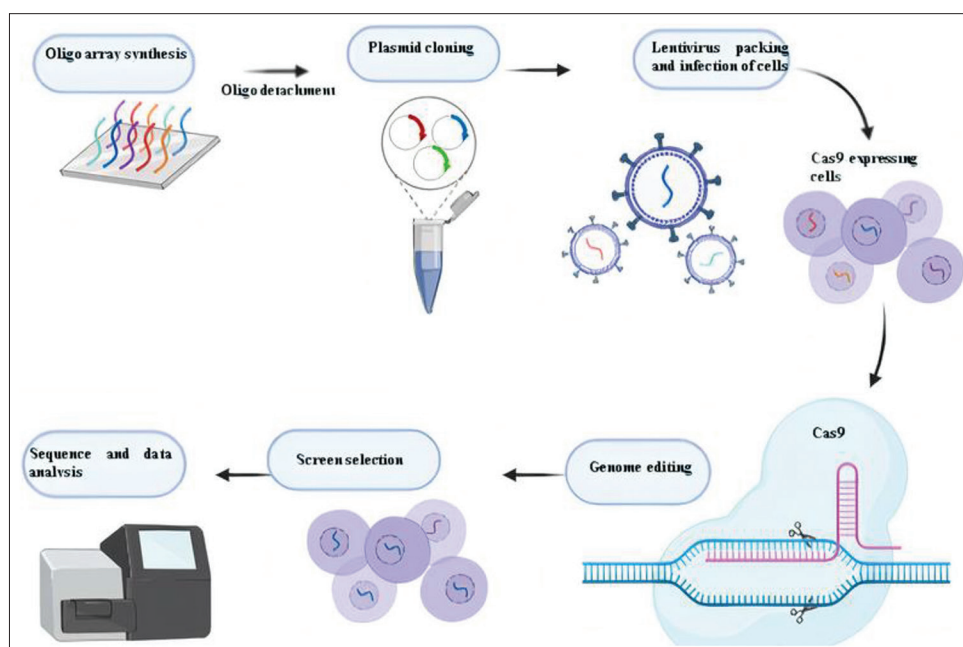 Oligo array synthesis
Oligo detachment
Plasmid cloning
Lentivirus packing
and infection of cells
Cas9 expressing
cells
Cas9
Genome editing
Screen selection
Sequence and data
analysis